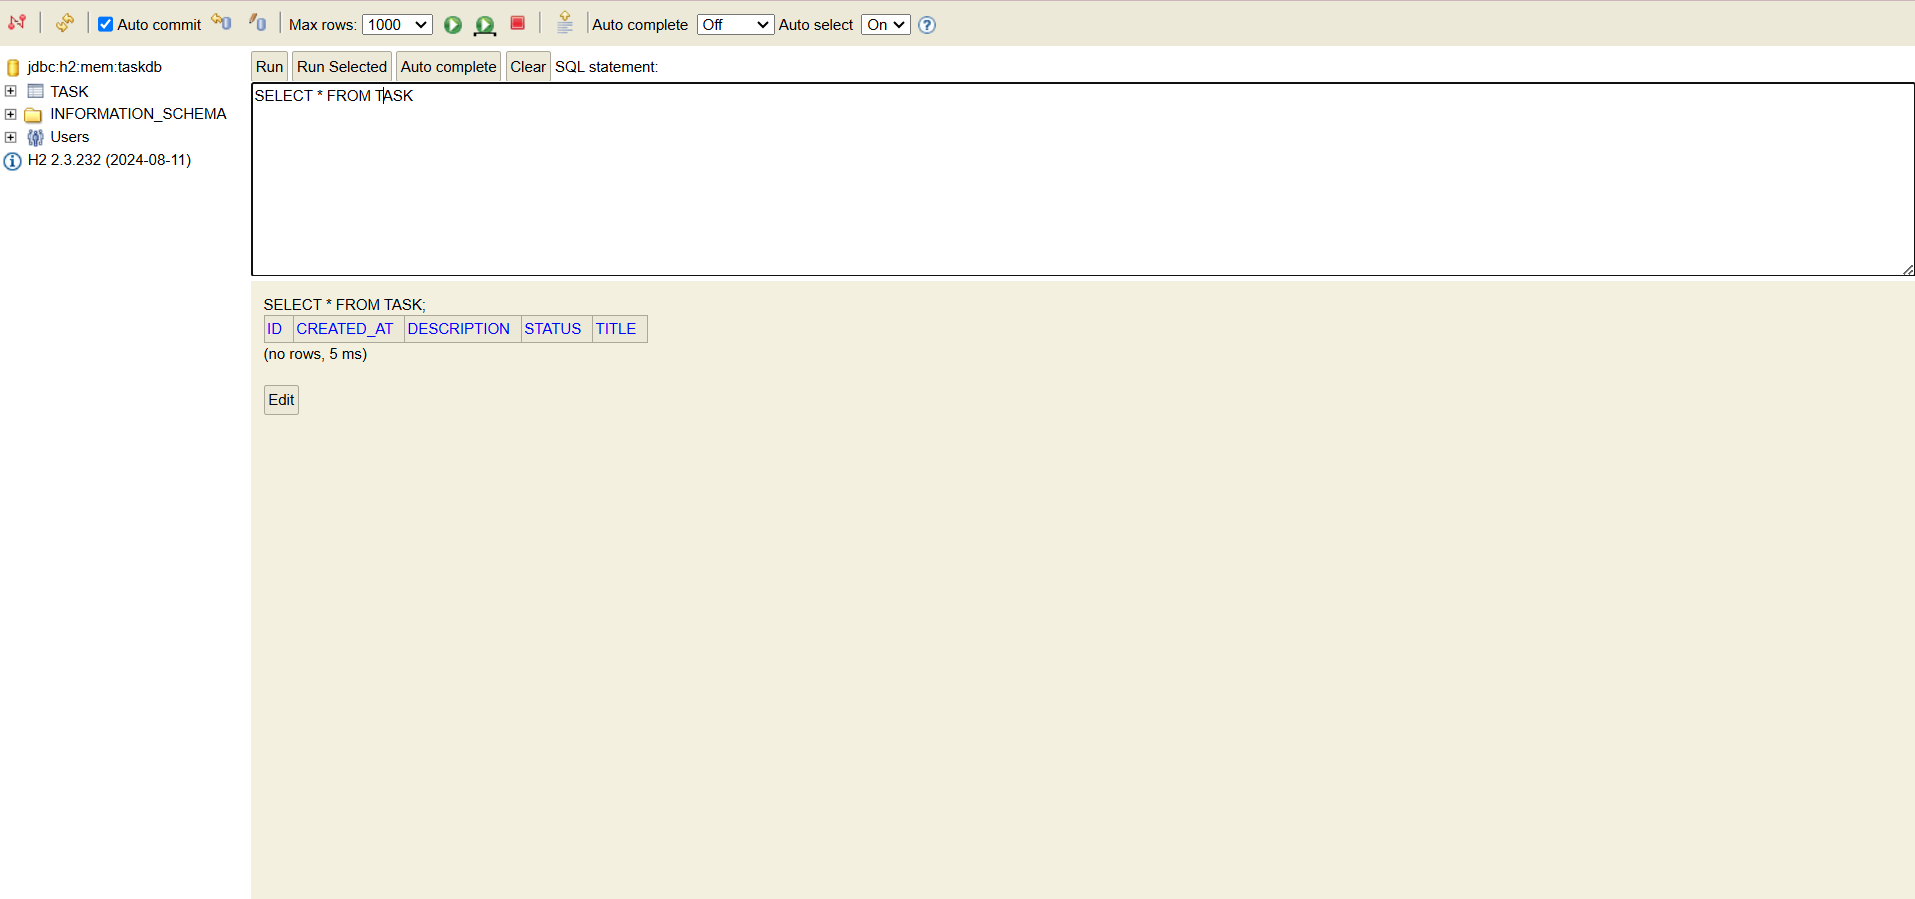 Auto commit Max rows: 1000 Auto complete Off Auto select On
jdbc:h2:mem:taskdb
TASK
INFORMATION_SCHEMA
Users
H2 2.3.232 (2024-08-11)
Run Run Selected Auto complete Clear SQL statement:
SELECT * FROM TASK
SELECT * FROM TASK;
ID CREATED_AT DESCRIPTION STATUS TITLE
(no rows, 5 ms)
Edit